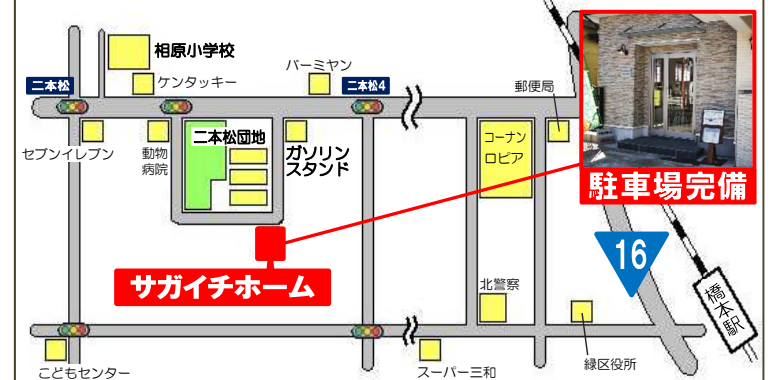 相原小学校
ケンタッキー
バーミヤン
郵便局
二本松
二本松4
セブンイレブン
動物
病院
二本松団地
ガソリン
スタンド
コーナン
ロピア
駐車場完備
16
サガイチホーム
北警察
橋本駅
こどもセンター
スーパー三和
緑区役所